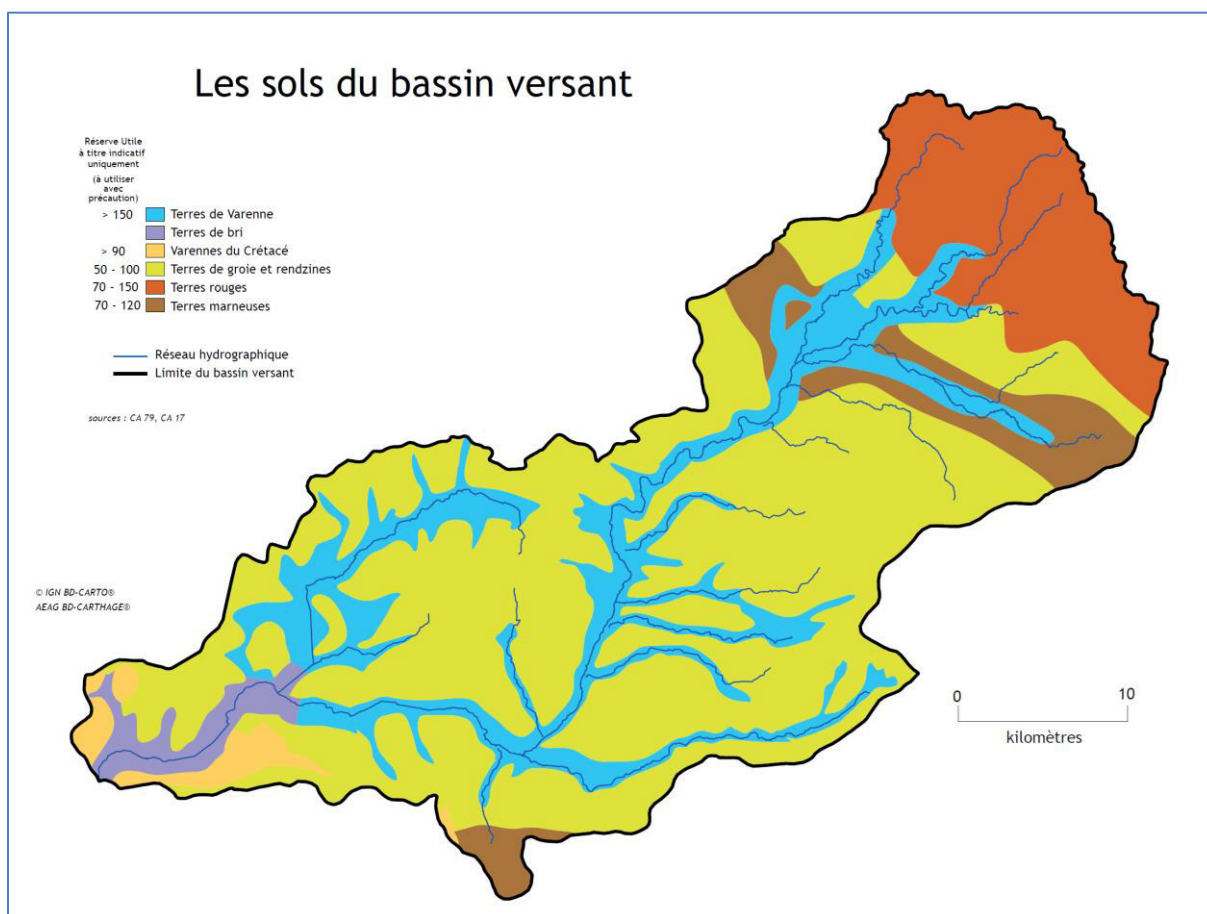 Les sols du bassin versant
Réserve Utile
à titre indicatif
uniquement
(à utiliser
avec
précaution)
> 150 Terres de Varenne
Terres de bri
> 90 Varennes du Crétacé
50 - 100 Terres de groie et rendzines
70 - 150 Terres rouges
70 - 120 Terres marneuses
Réseau hydrographique
Limite du bassin versant
sources : CA 79, CA 17
© IGN BD-CARTO®
AEAG BD-CARTHAGE®
0 10
kilomètres